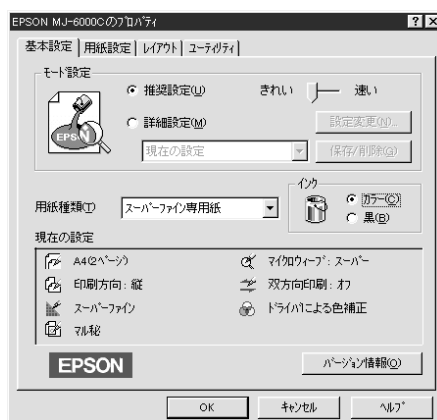 EPSON MJ-6000Cのプロパティ
基本設定 用紙設定 レイアウト ユーティリティ
モード設定
推奨設定(U) きれい 速い
詳細設定(M) 設定変更(N)...
現在の設定 保存/削除(G)
EPSON
インク
用紙種類(T) スーパーファイン専用紙 カラー(C)
黒(B)
現在の設定
A4(2ページ) マイクロウィーブ: スーパー
印刷方向: 縦 双方向印刷: オフ
スーパーファイン ドライバによる色補正
マル秘
EPSON バージョン情報(O)
OK キャンセル ヘルプ